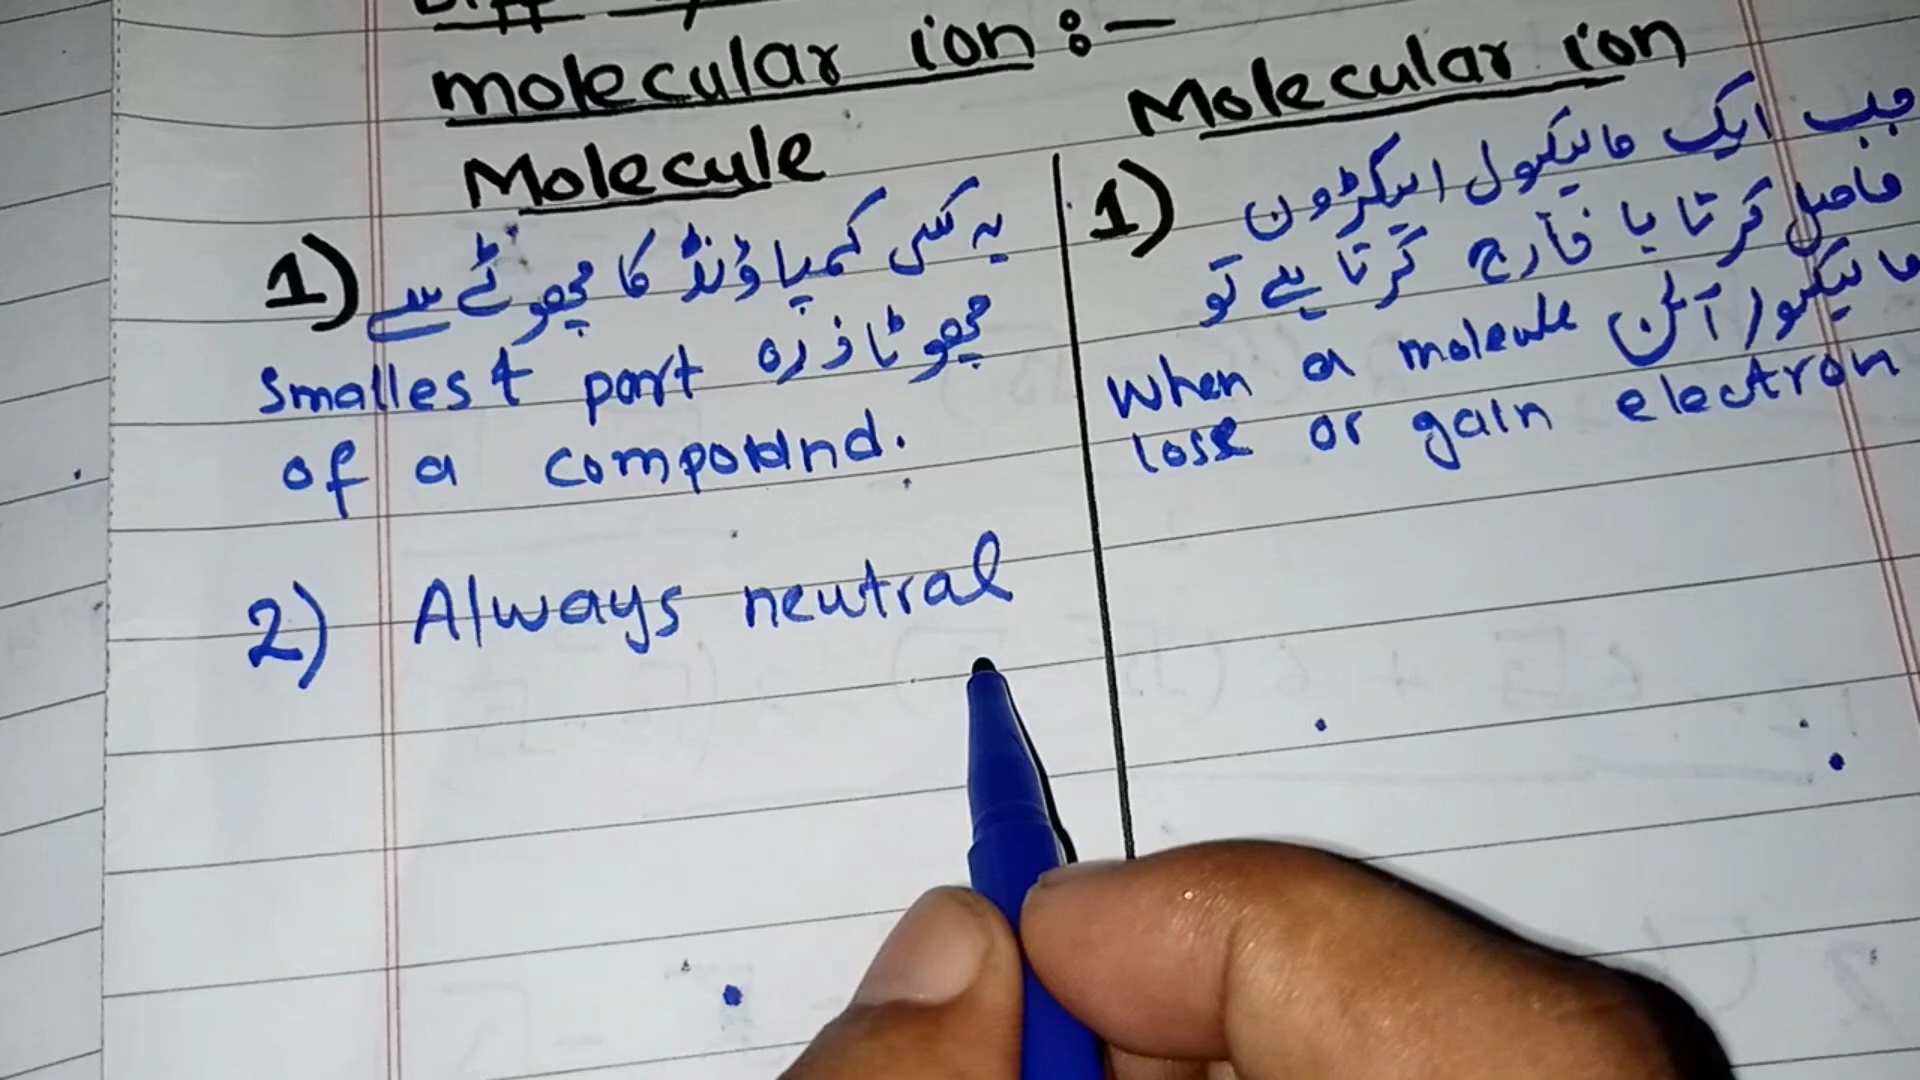 molecular ion :-
Molecule
1) یہ کسی کمپاؤنڈ کا چھوٹے سے
چھوٹا ذرہ
Smallest part
of a compound.
2) Always neutral
Molecular ion
1) جب ایک مالیکیول الیکڑون
حاصل کرتا یا خارج کرتا ہے تو
مالیکیولر آئن
When a molecule
lose or gain electron